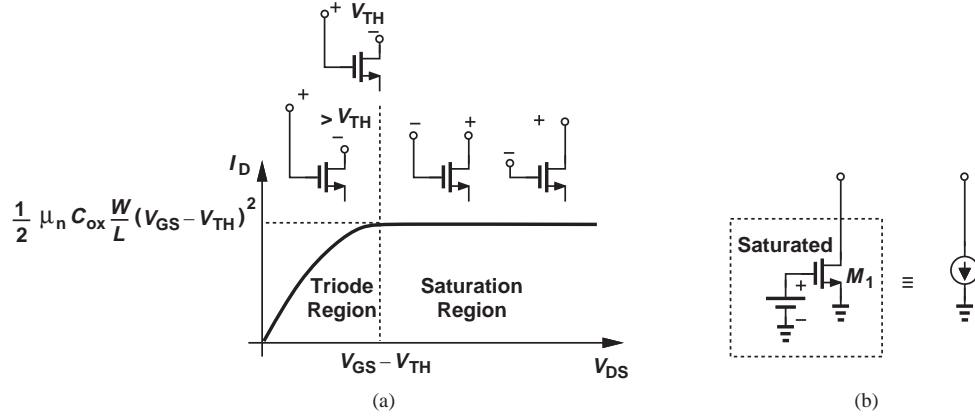 + V_TH −
+ > V_TH −
− +
− +
I_D
1/2 μ_n C_ox W/L (V_GS − V_TH)^2
Triode
Region
Saturation
Region
V_GS − V_TH
V_DS
(a)
Saturated
M_1
+
−
≡
(b)